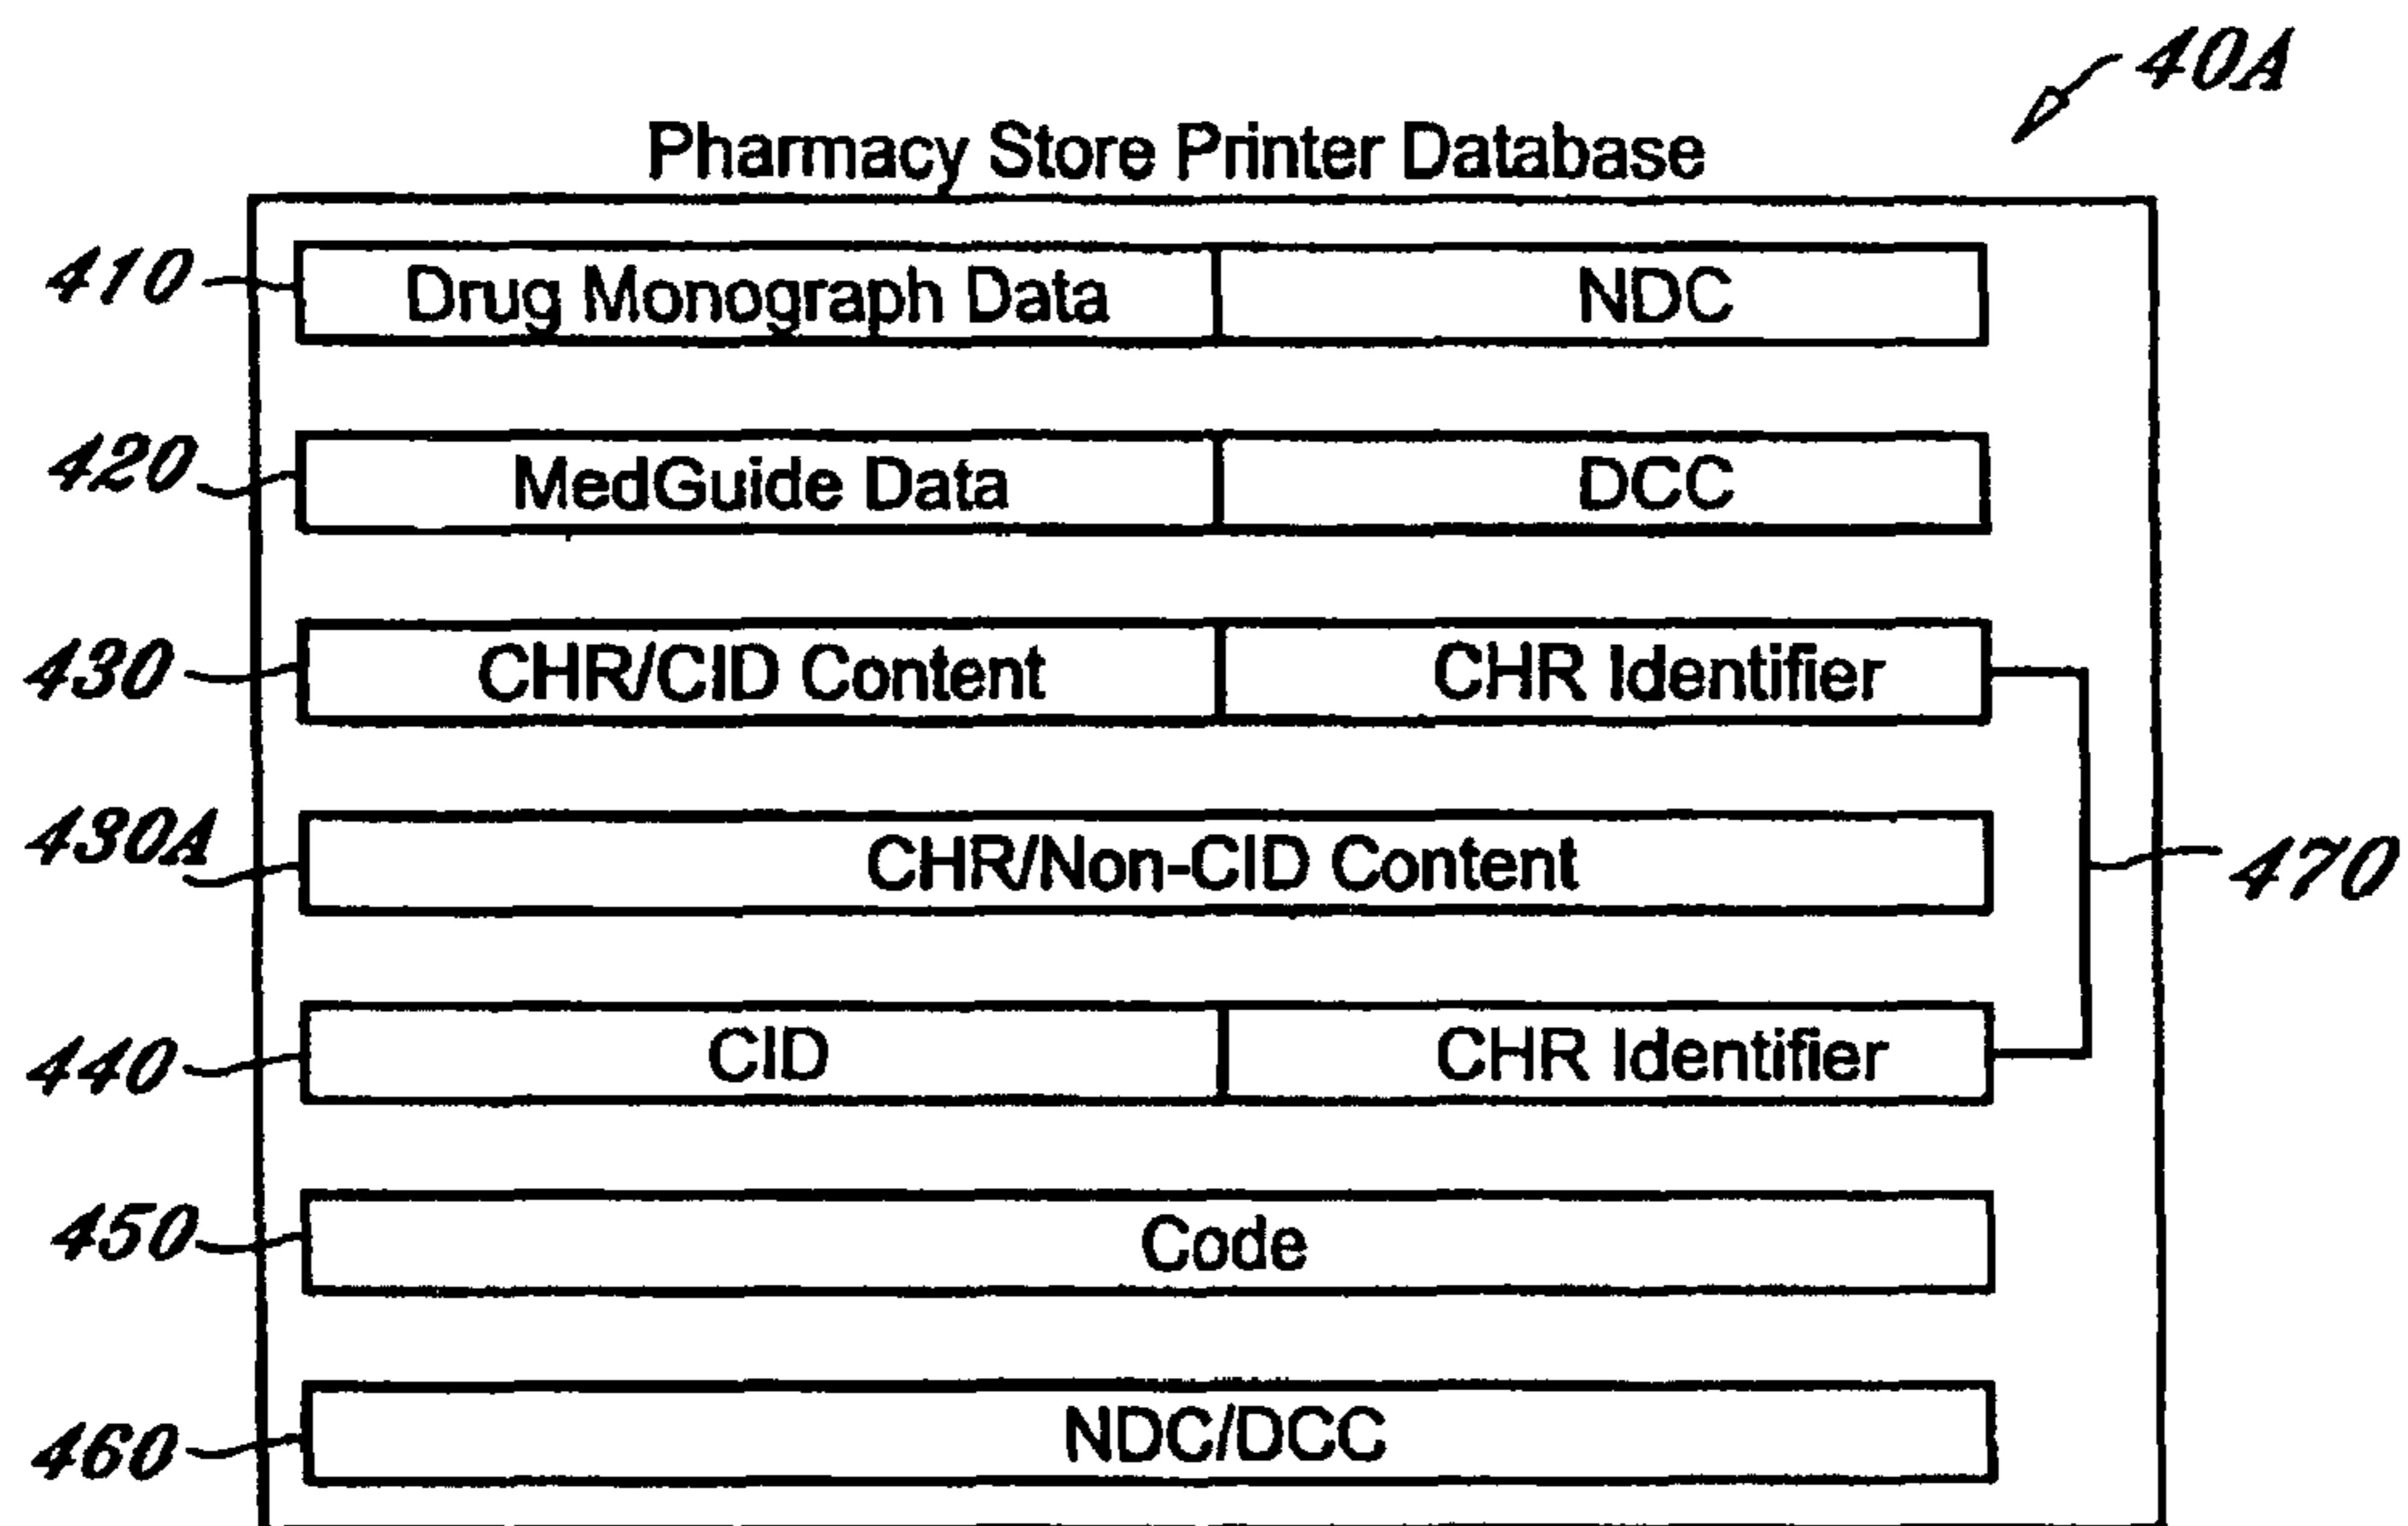 40A
Pharmacy Store Printer Database
410 Drug Monograph Data NDC
420 MedGuide Data DCC
430 CHR/CID Content CHR Identifier
430A CHR/Non-CID Content
470
440 CID CHR Identifier
450 Code
460 NDC/DCC